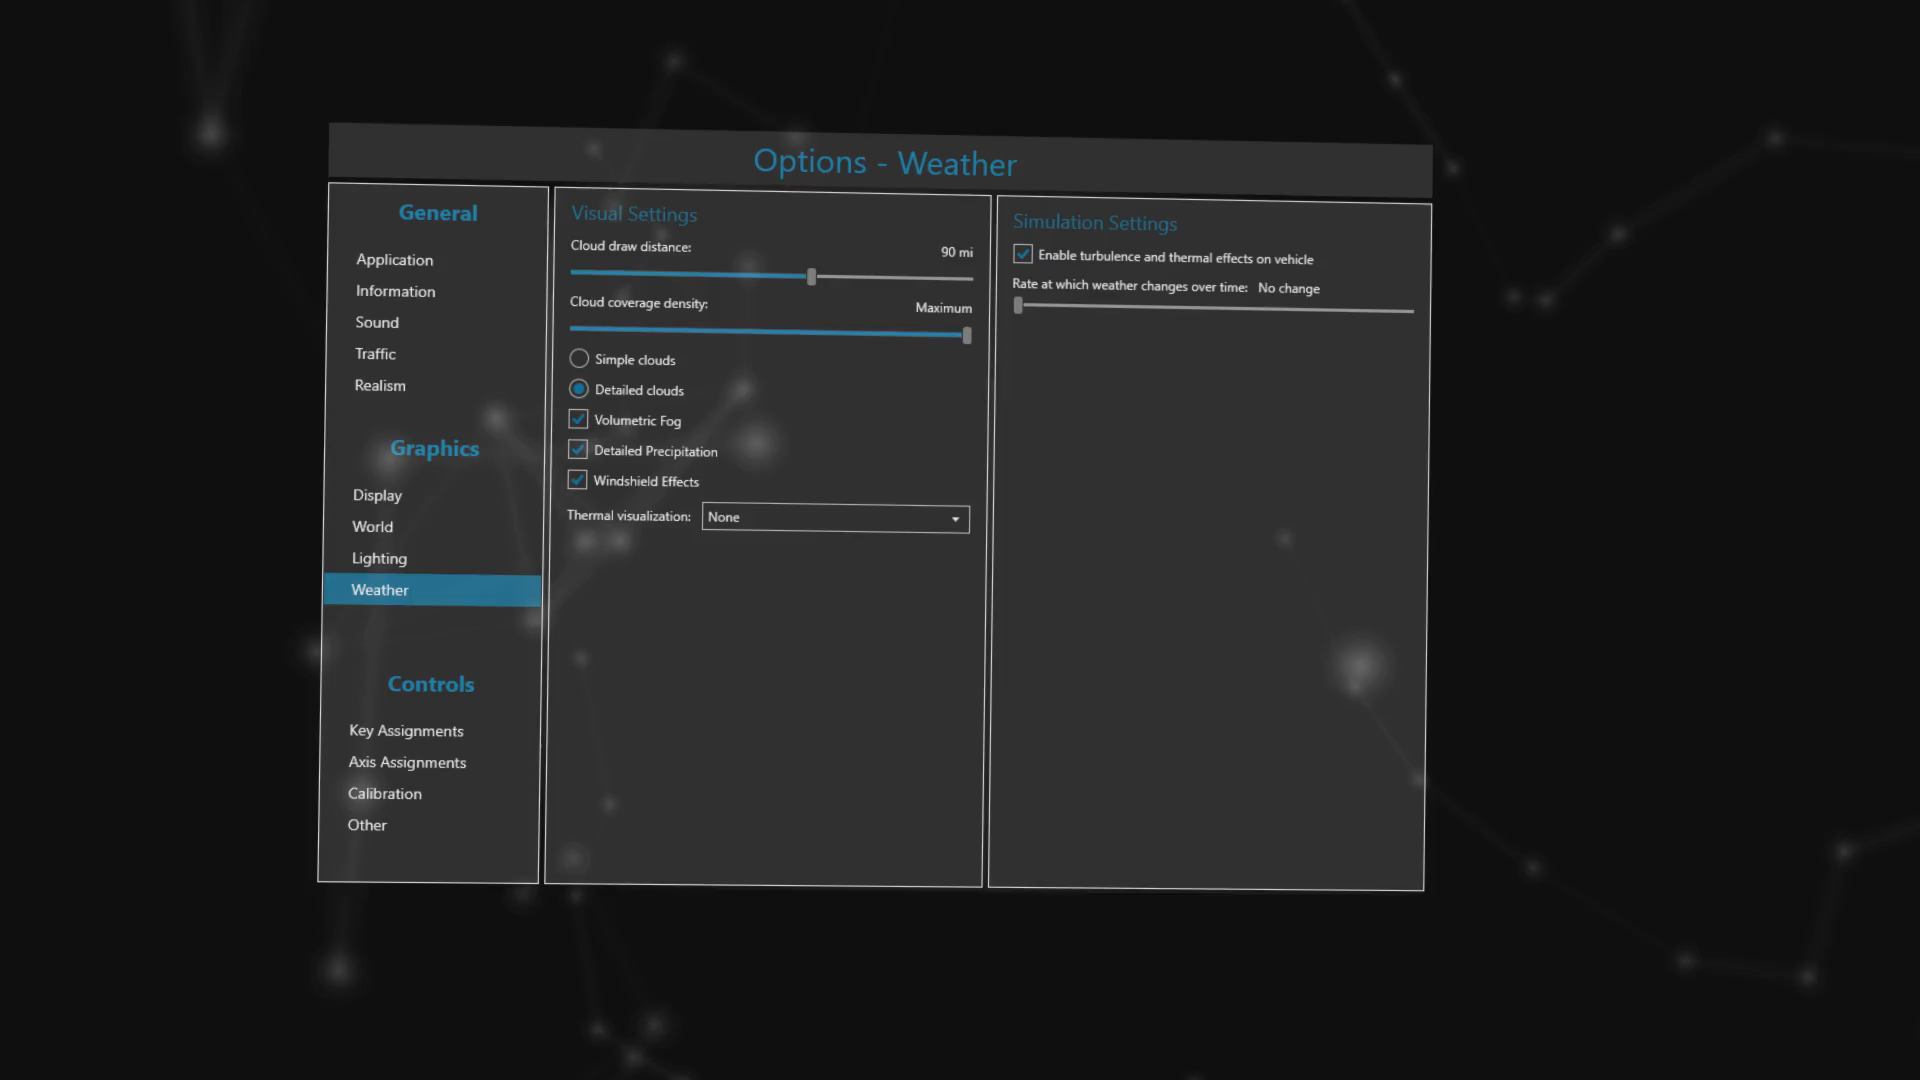 Options - Weather
General
Application
Information
Sound
Traffic
Realism
Graphics
Display
World
Lighting
Weather
Controls
Key Assignments
Axis Assignments
Calibration
Other
Visual Settings
Cloud draw distance: 90 mi
Cloud coverage density: Maximum
Simple clouds
Detailed clouds
Volumetric Fog
Detailed Precipitation
Windshield Effects
Thermal visualization: None
Simulation Settings
Enable turbulence and thermal effects on vehicle
Rate at which weather changes over time: No change